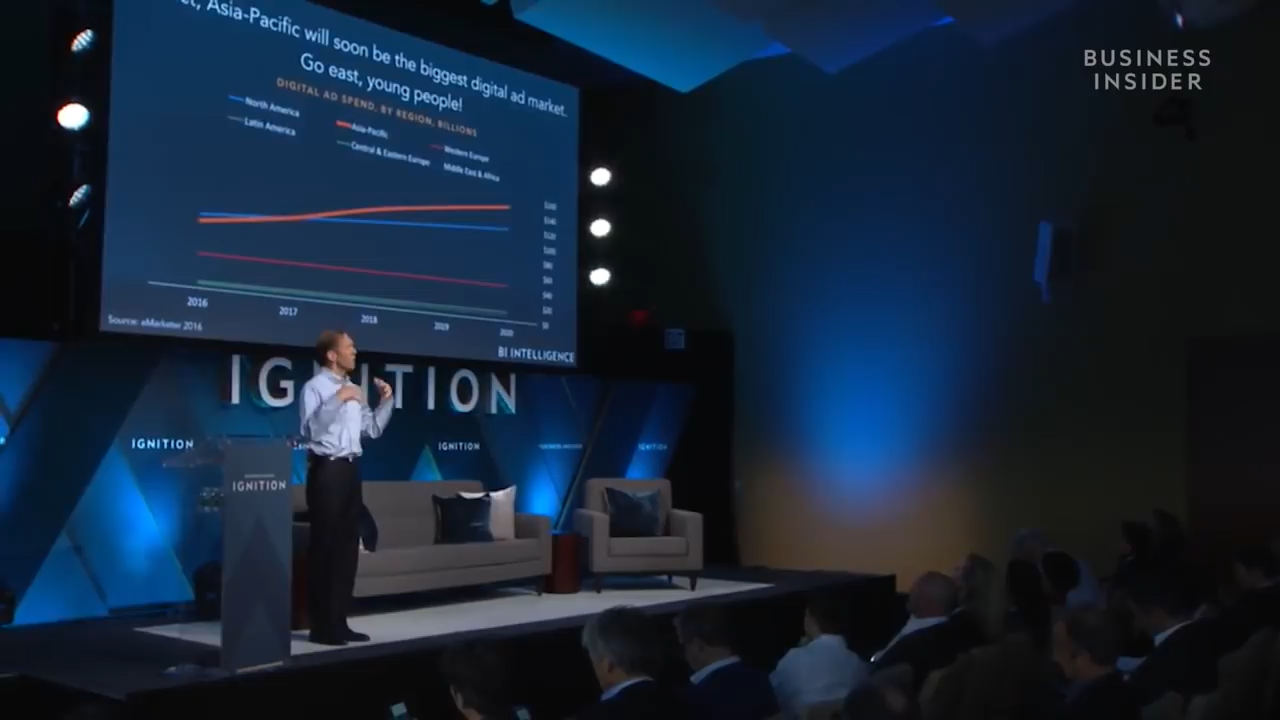 Asia-Pacific will soon be the biggest digital ad market.
Go east, young people!
DIGITAL AD SPEND, BY REGION, BILLIONS
North America
Asia-Pacific
Western Europe
Latin America
Central & Eastern Europe
Middle East & Africa
2016
2017
2018
2019
2020
Source: eMarketer 2016
BI INTELLIGENCE
BUSINESS
INSIDER
IGNITION
IGNITION
IGNITION
IGNITION
IGNITION